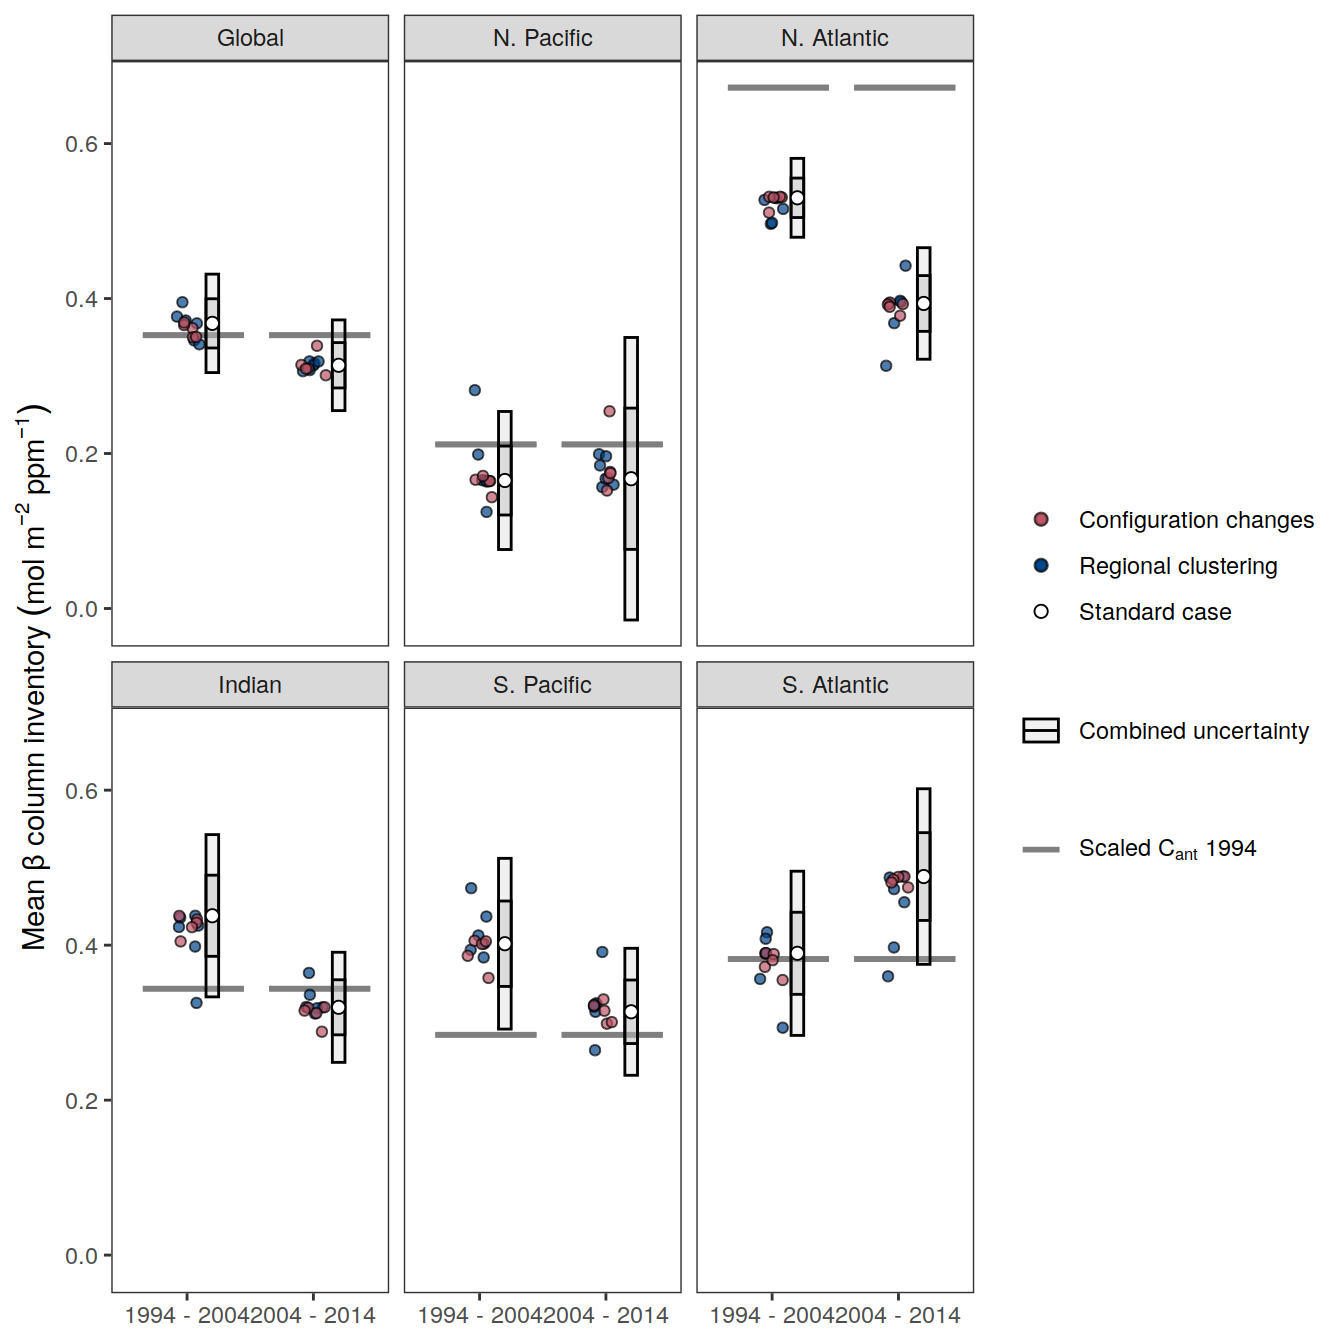 Global
N. Pacific
N. Atlantic
0.6
0.4
0.2
0.0
Indian
S. Pacific
S. Atlantic
0.6
0.4
0.2
0.0
1994 - 2004 2004 - 2014
1994 - 2004 2004 - 2014
1994 - 2004 2004 - 2014
Mean β column inventory (mol m⁻² ppm⁻¹)
Configuration changes
Regional clustering
Standard case
Combined uncertainty
Scaled Cant 1994